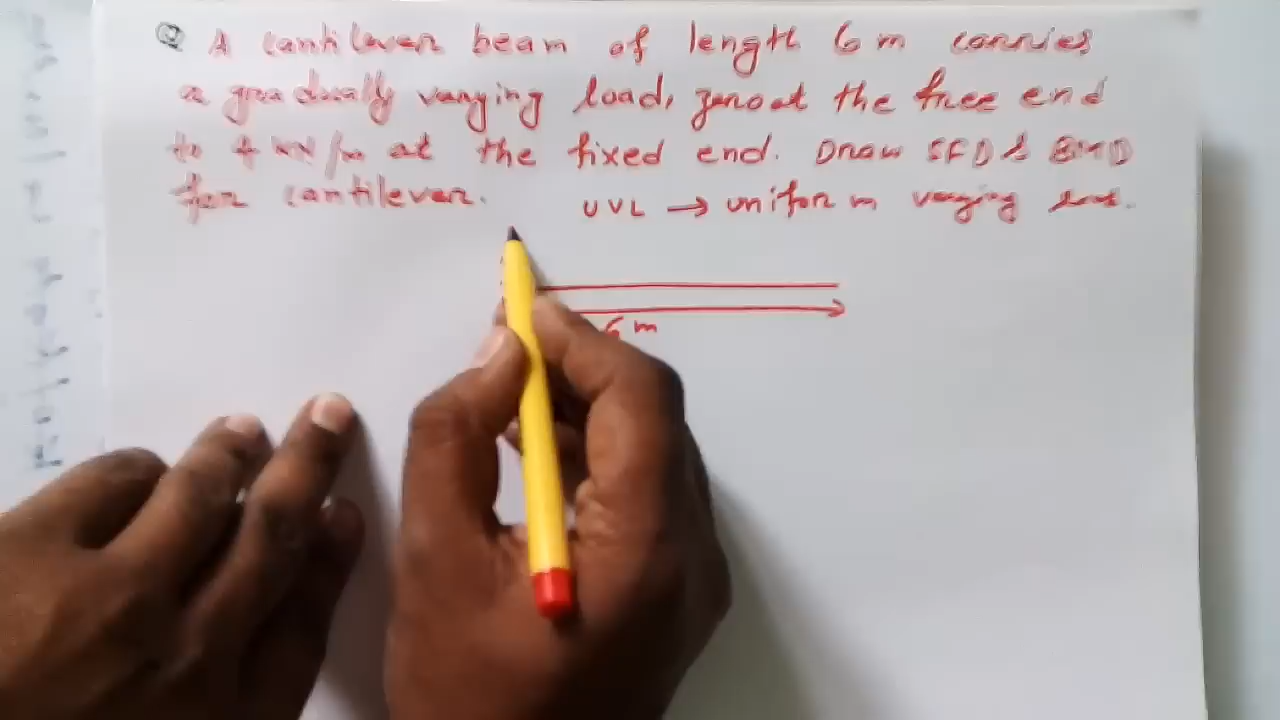 Q A cantilever beam of length 6 m carries
a gradually varying load, zero at the free end
to 4 kN/m at the fixed end. Draw SFD & BMD
for cantilever. UVL → uniform varying load.
6 m